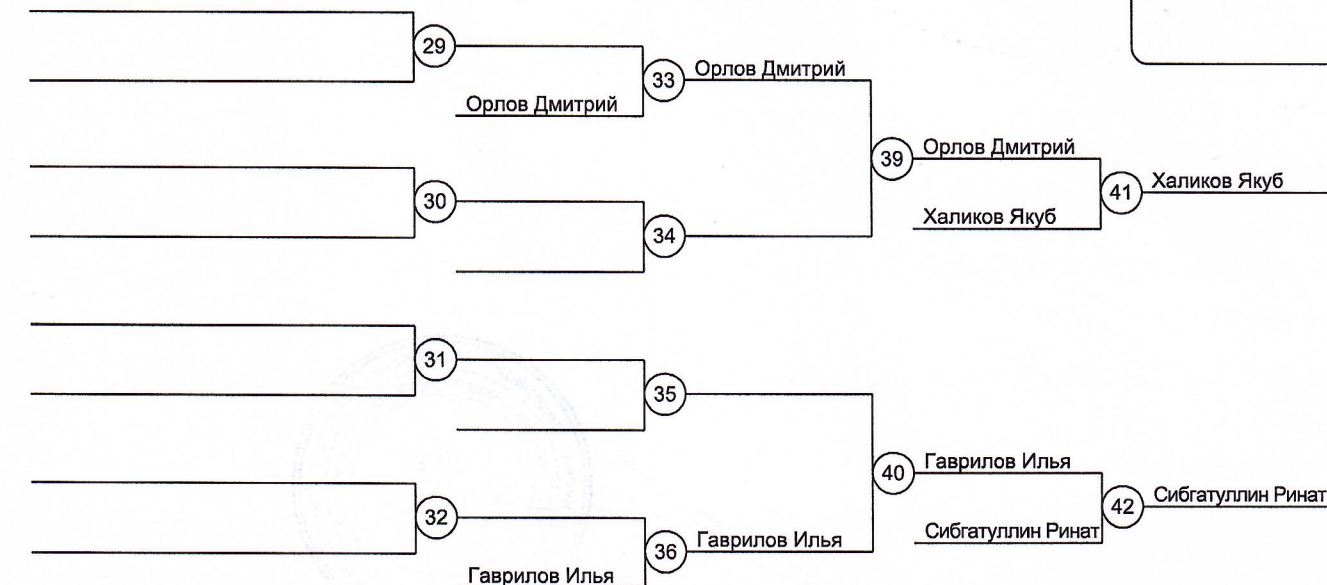 29
33
Орлов Дмитрий
Орлов Дмитрий
39
Орлов Дмитрий
30
41
Халиков Якуб
Халиков Якуб
34
31
35
40
Гаврилов Илья
32
42
Сибгатуллин Ринат
Сибгатуллин Ринат
36
Гаврилов Илья
Гаврилов Илья